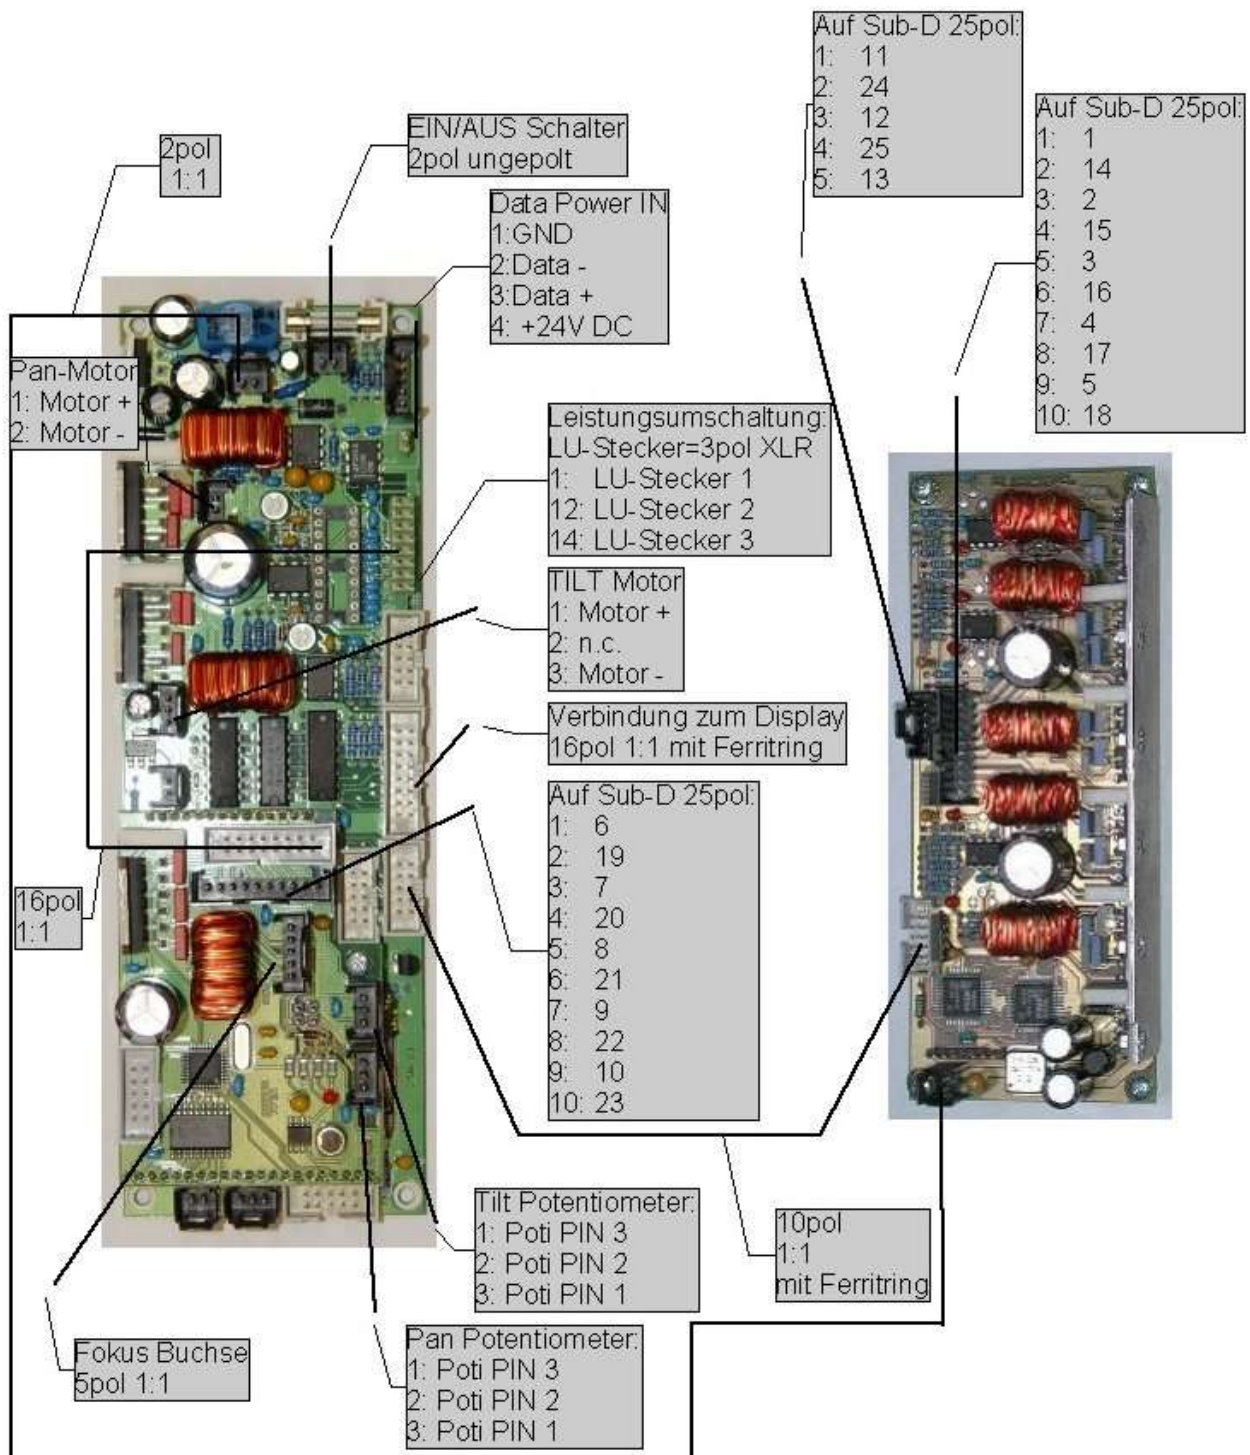 Auf Sub-D 25pol:
1: 11
2: 24
3: 12
4: 25
5: 13
Auf Sub-D 25pol:
1: 1
2: 14
3: 2
4: 15
5: 3
6: 16
7: 4
8: 17
9: 5
10: 18
EIN/AUS Schalter
2pol ungepolt
2pol
1:1
Data Power IN
1:GND
2:Data -
3:Data +
4: +24V DC
Pan-Motor
1: Motor +
2: Motor -
Leistungsumschaltung:
LU-Stecker=3pol XLR
1: LU-Stecker 1
12: LU-Stecker 2
14: LU-Stecker 3
TILT Motor
1: Motor +
2: n.c.
3: Motor -
Verbindung zum Display
16pol 1:1 mit Ferritring
Auf Sub-D 25pol:
1: 6
2: 19
3: 7
4: 20
5: 8
6: 21
7: 9
8: 22
9: 10
10: 23
16pol
1:1
Tilt Potentiometer:
1: Poti PIN 3
2: Poti PIN 2
3: Poti PIN 1
10pol
1:1
mit Ferritring
Fokus Buchse
5pol 1:1
Pan Potentiometer:
1: Poti PIN 3
2: Poti PIN 2
3: Poti PIN 1